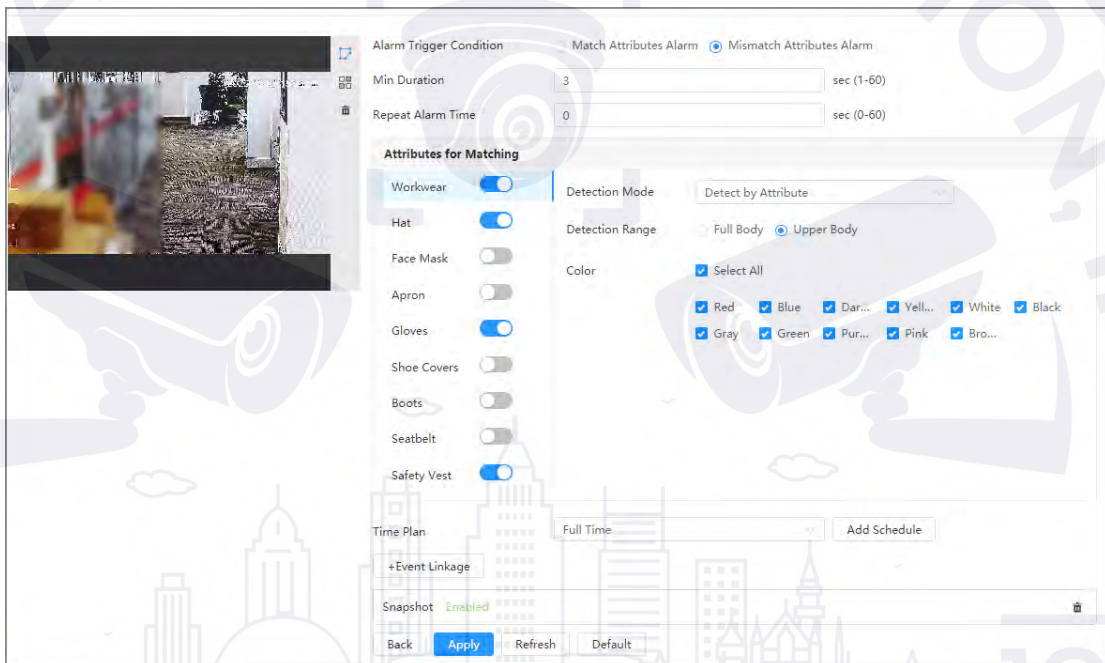 Alarm Trigger Condition Match Attributes Alarm Mismatch Attributes Alarm
Min Duration 3 sec (1-60)
Repeat Alarm Time 0 sec (0-60)
Attributes for Matching
Workwear
Hat
Face Mask
Apron
Gloves
Shoe Covers
Boots
Seatbelt
Safety Vest
Detection Mode Detect by Attribute
Detection Range Full Body Upper Body
Color Select All
Red Blue Dar... Yell... White Black
Gray Green Pur... Pink Bro...
Time Plan Full Time Add Schedule
+Event Linkage
Snapshot Enabled
Back Apply Refresh Default